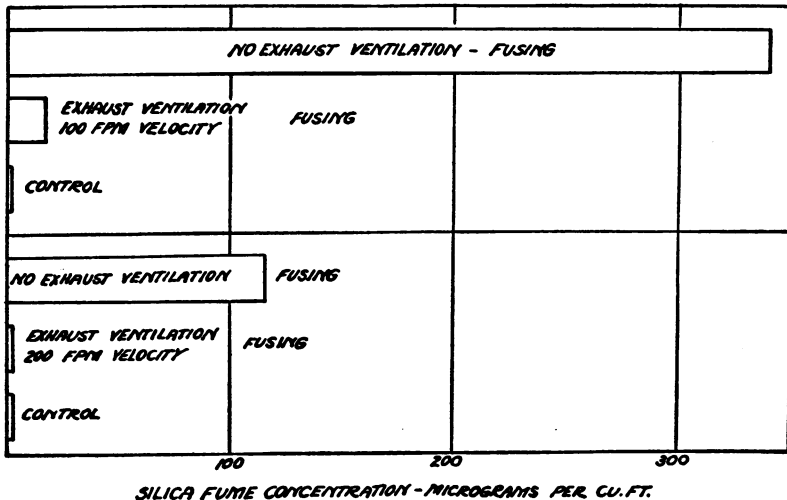 NO EXHAUST VENTILATION - FUSING
EXHAUST VENTILATION
100 FPM VELOCITY FUSING
CONTROL
NO EXHAUST VENTILATION FUSING
EXHAUST VENTILATION
200 FPM VELOCITY FUSING
CONTROL
100 200 300
SILICA FUME CONCENTRATION - MICROGRAMS PER CU.FT.